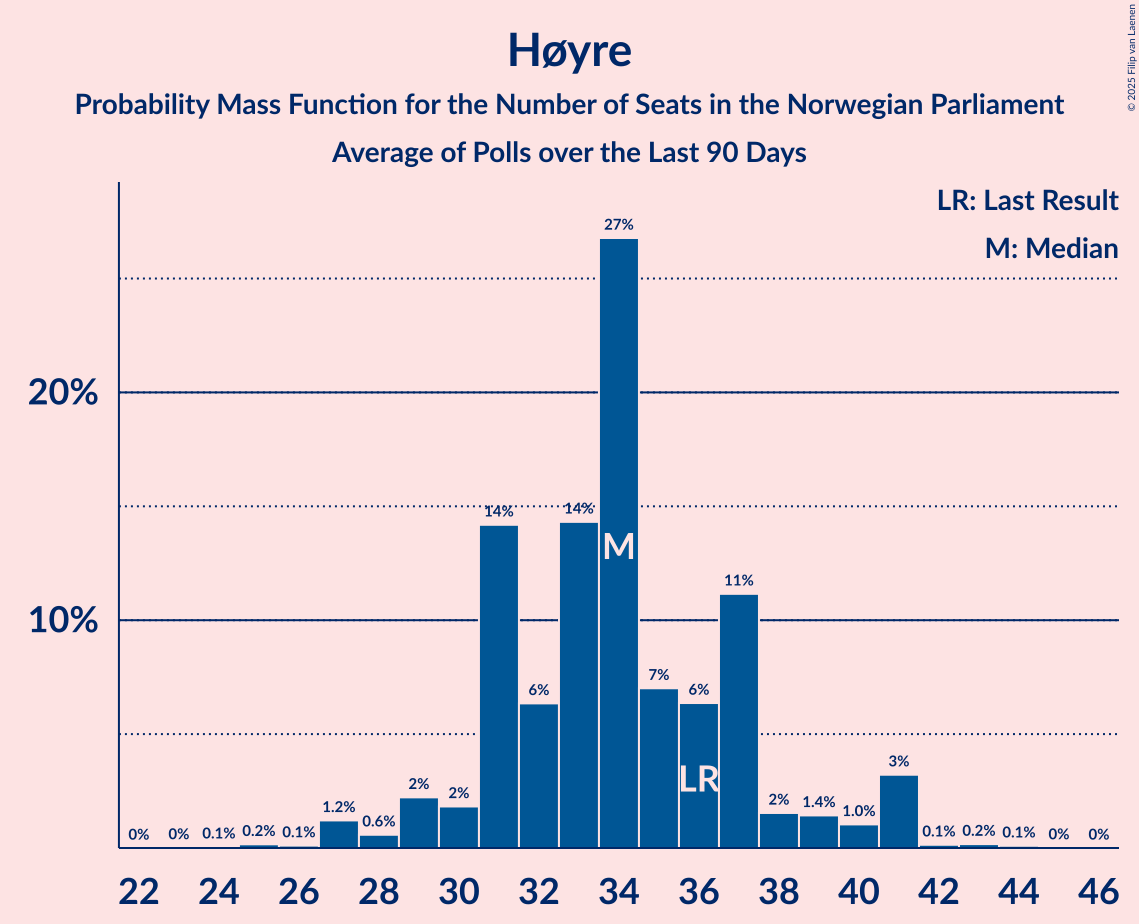 Høyre
Probability Mass Function for the Number of Seats in the Norwegian Parliament
Average of Polls over the Last 90 Days
© 2025 Filip van Laenen
LR: Last Result
M: Median
20%
10%
0% 0% 0.1% 0.2% 0.1% 1.2% 0.6% 2% 2% 14% 6% 14% 27% 7% 6% 11% 2% 1.4% 1.0% 3% 0.1% 0.2% 0.1% 0% 0%
M
LR
22 24 26 28 30 32 34 36 38 40 42 44 46